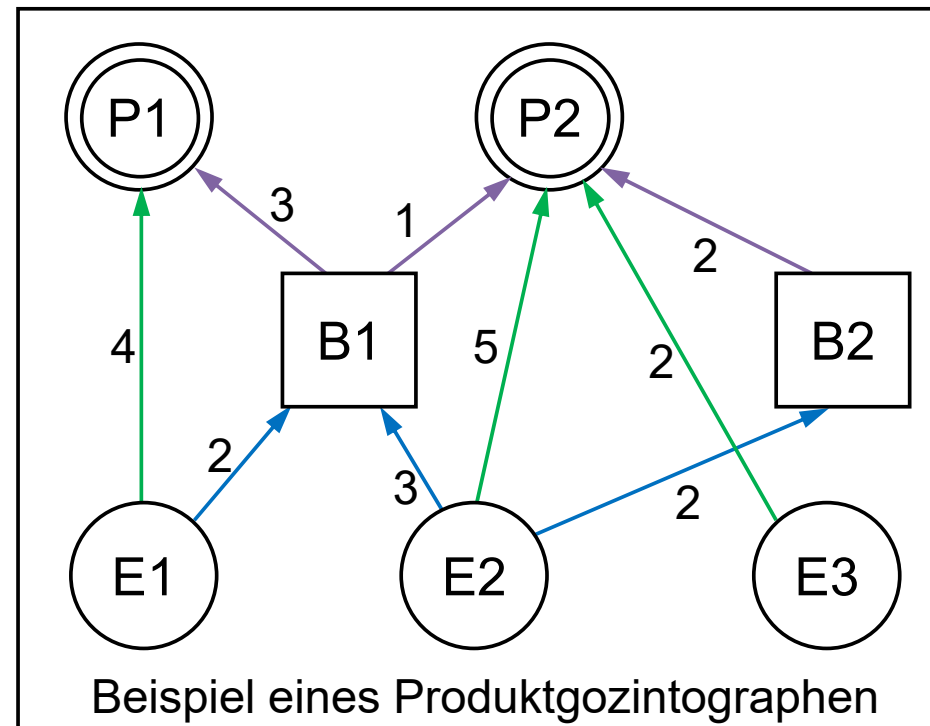 P1 P2
3 1 2
4 B1 5 2 B2
2 3 2
E1 E2 E3
Beispiel eines Produktgozintographen